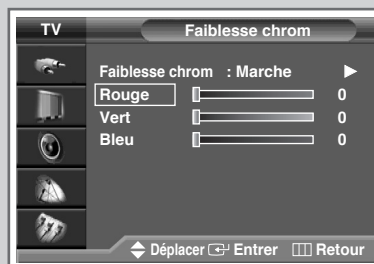 TV Faiblesse chrom
Faiblesse chrom : Marche
Rouge 0
Vert 0
Bleu 0
Déplacer Entrer Retour